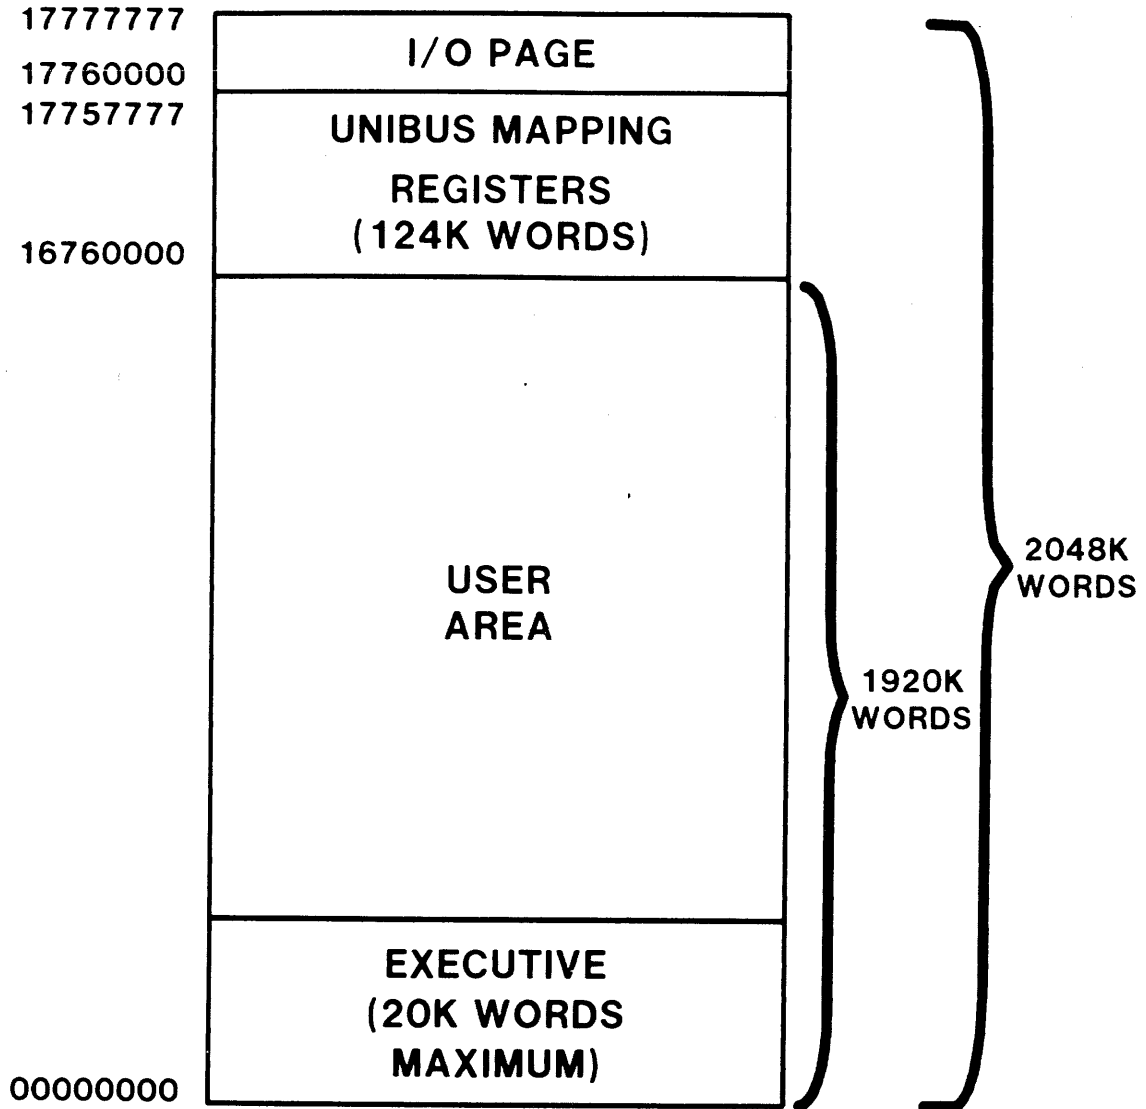 17777777
I/O PAGE
17760000
17757777
UNIBUS MAPPING
REGISTERS
(124K WORDS)
16760000
2048K
WORDS
USER
AREA
1920K
WORDS
EXECUTIVE
(20K WORDS
MAXIMUM)
00000000